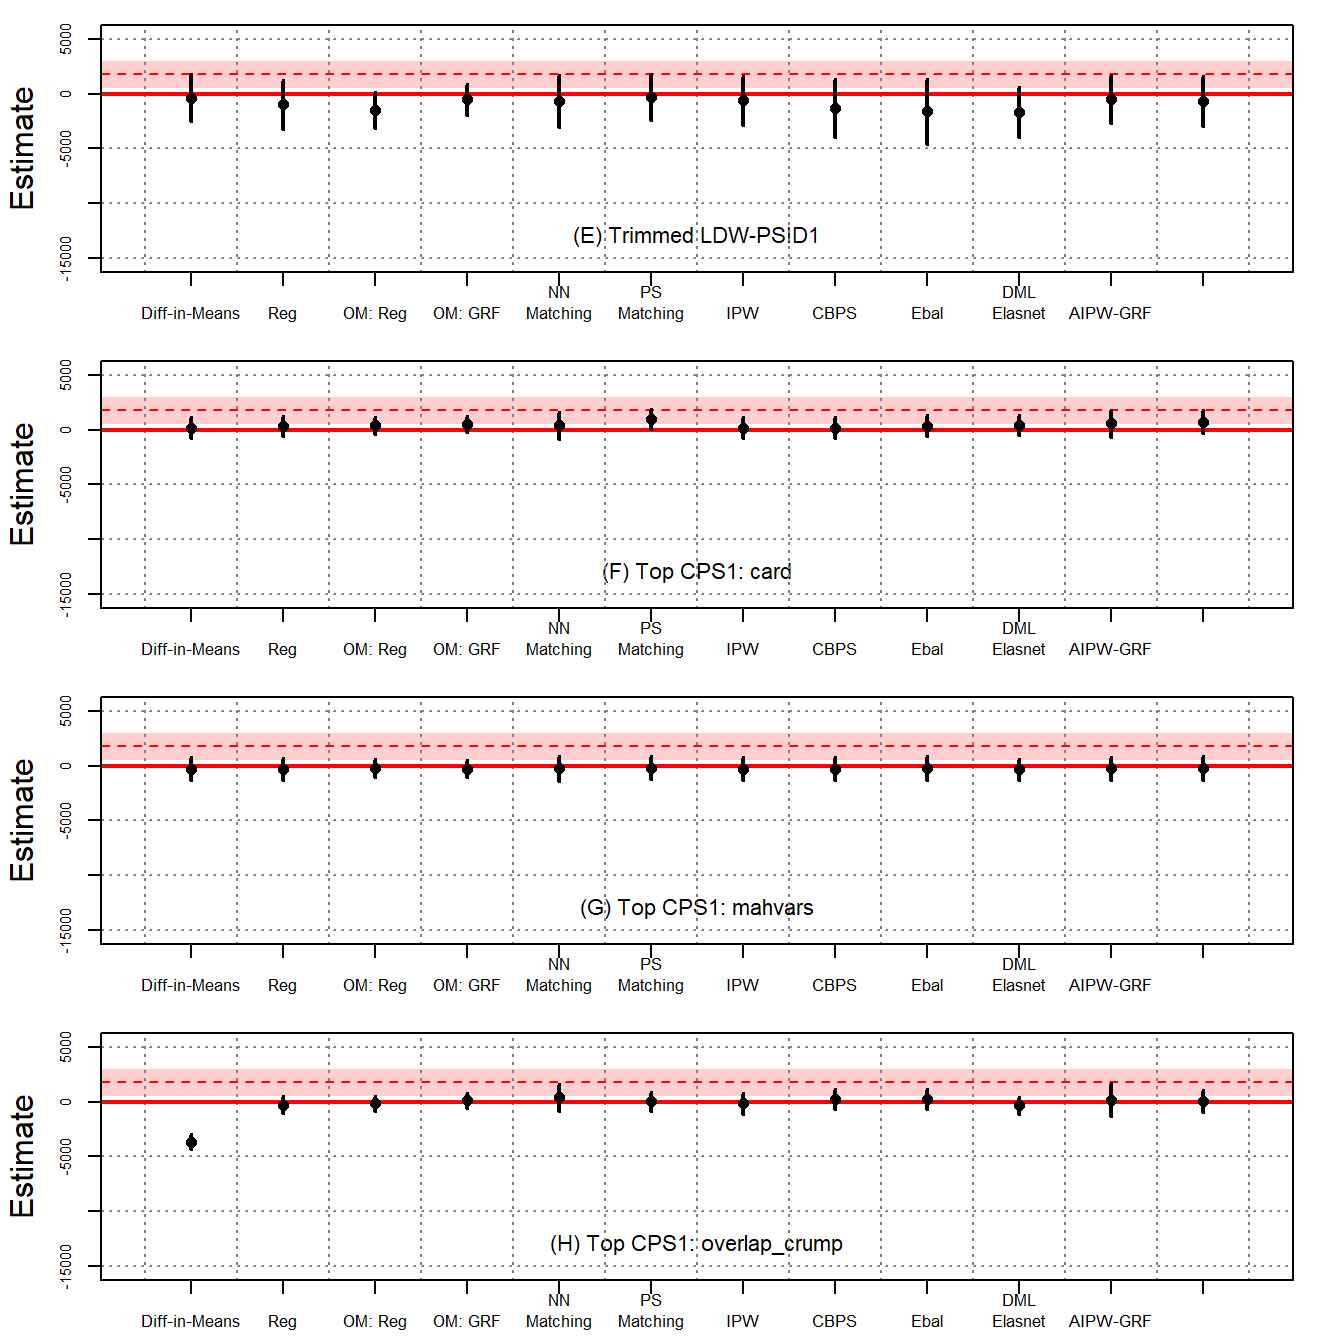 Estimate
5000
0
-5000
-15000
(E) Trimmed LDW-PSID1
Diff-in-Means Reg OM: Reg OM: GRF NN Matching PS Matching IPW CBPS Ebal DML Elasnet AIPW-GRF
Estimate
5000
0
-5000
-15000
(F) Top CPS1: card
Diff-in-Means Reg OM: Reg OM: GRF NN Matching PS Matching IPW CBPS Ebal DML Elasnet AIPW-GRF
Estimate
5000
0
-5000
-15000
(G) Top CPS1: mahvars
Diff-in-Means Reg OM: Reg OM: GRF NN Matching PS Matching IPW CBPS Ebal DML Elasnet AIPW-GRF
Estimate
5000
0
-5000
-15000
(H) Top CPS1: overlap_crump
Diff-in-Means Reg OM: Reg OM: GRF NN Matching PS Matching IPW CBPS Ebal DML Elasnet AIPW-GRF